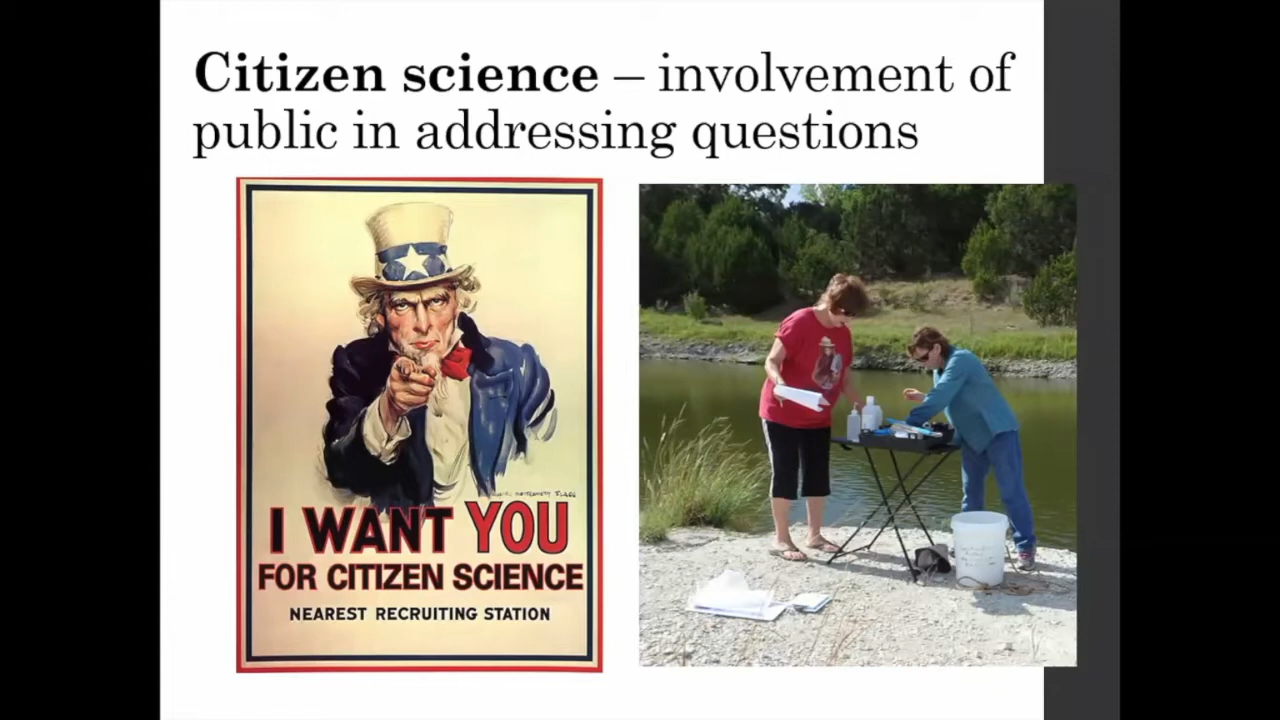 Citizen science – involvement of
public in addressing questions
I WANT YOU
FOR CITIZEN SCIENCE
NEAREST RECRUITING STATION